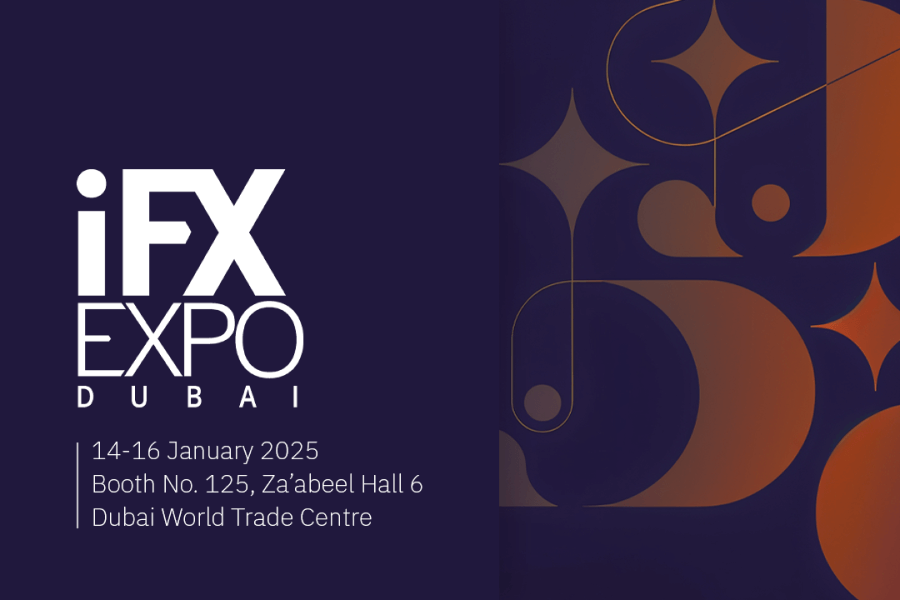 iFX
EXPO
DUBAI
14-16 January 2025
Booth No. 125, Za’abeel Hall 6
Dubai World Trade Centre